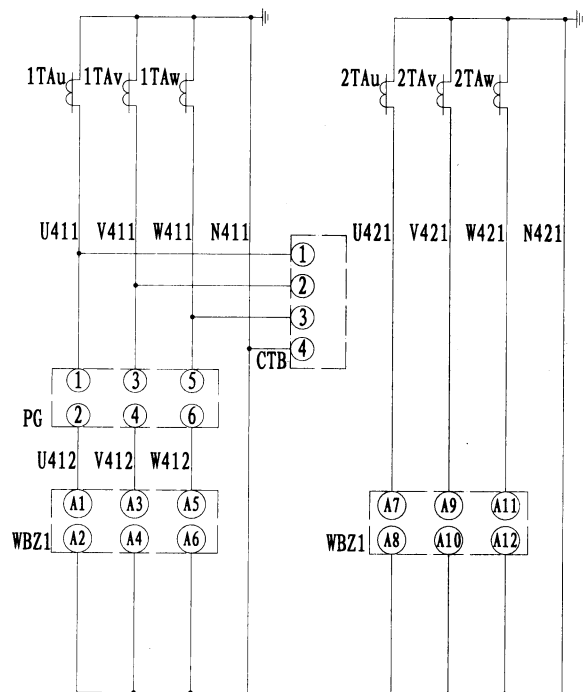 1TAu 1TAv 1TAw 2TAu 2TAv 2TAw
U411 V411 W411 N411 U421 V421 W421 N421
1
2
3
4
CTB
1 3 5
PG 2 4 6
U412 V412 W412
A1 A3 A5 A7 A9 A11
WBZ1 A2 A4 A6 WBZ1 A8 A10 A12